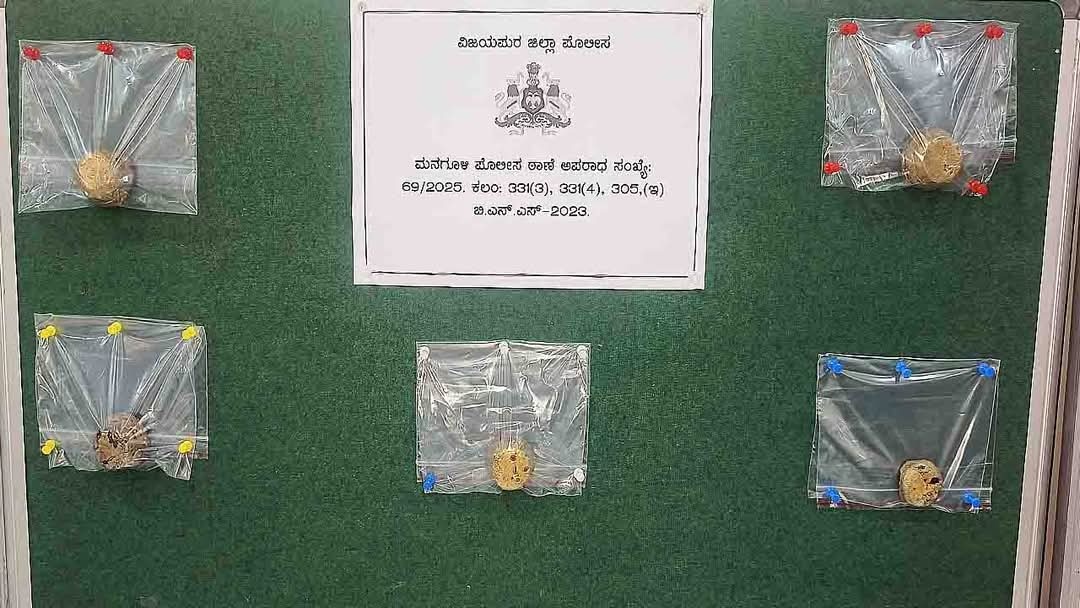 ವಿಜಯಪುರ ಜಿಲ್ಲಾ ಪೊಲೀಸ
ಮನಗೂಳಿ ಪೊಲೀಸ ಠಾಣೆ ಅಪರಾಧ ಸಂಖ್ಯೆ:
69/2025. ಕಲಂ: 331(3), 331(4), 305,(ಇ)
ಬಿ.ಎನ್.ಎಸ್-2023.